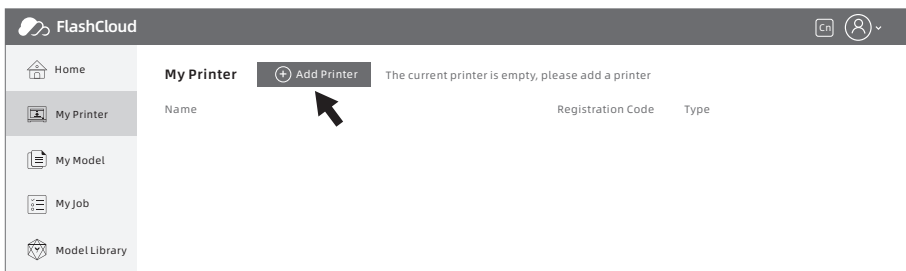 FlashCloud
Cn
Home
My Printer
My Model
My Job
Model Library
My Printer
Add Printer
The current printer is empty, please add a printer
Name
Registration Code
Type